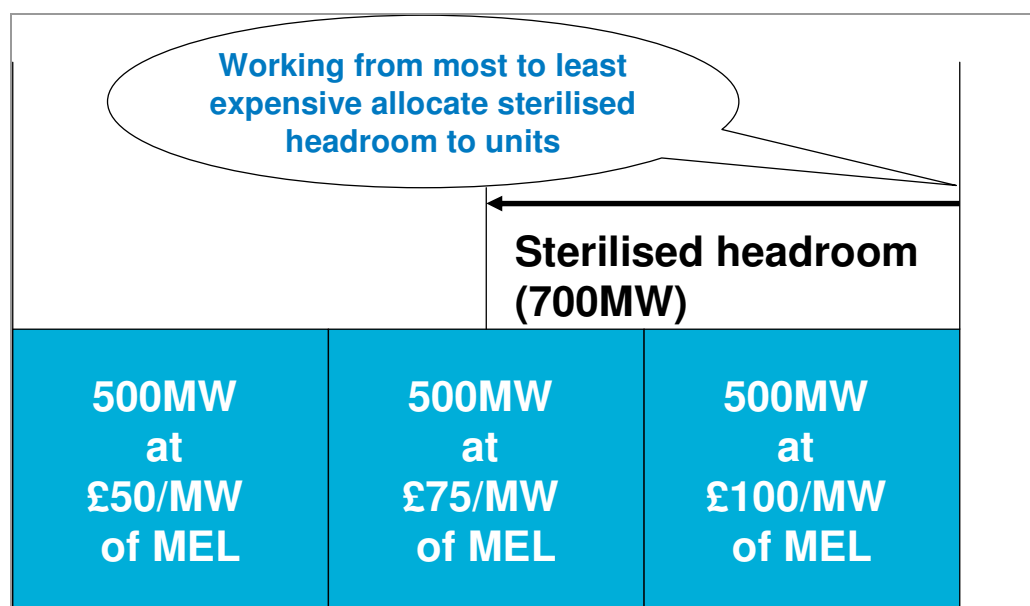 Working from most to least
expensive allocate sterilised
headroom to units
Sterilised headroom
(700MW)
500MW
at
£50/MW
of MEL
500MW
at
£75/MW
of MEL
500MW
at
£100/MW
of MEL